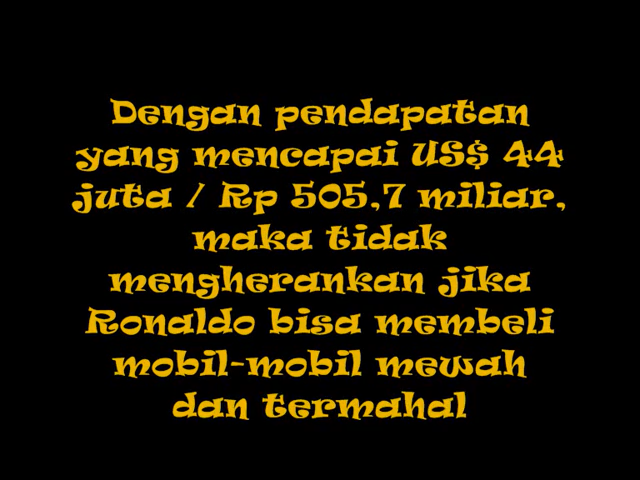 Dengan pendapatan
yang mencapai US$ 44
juta / Rp 505,7 miliar,
maka tidak
mengherankan jika
Ronaldo bisa membeli
mobil-mobil mewah
dan termahal